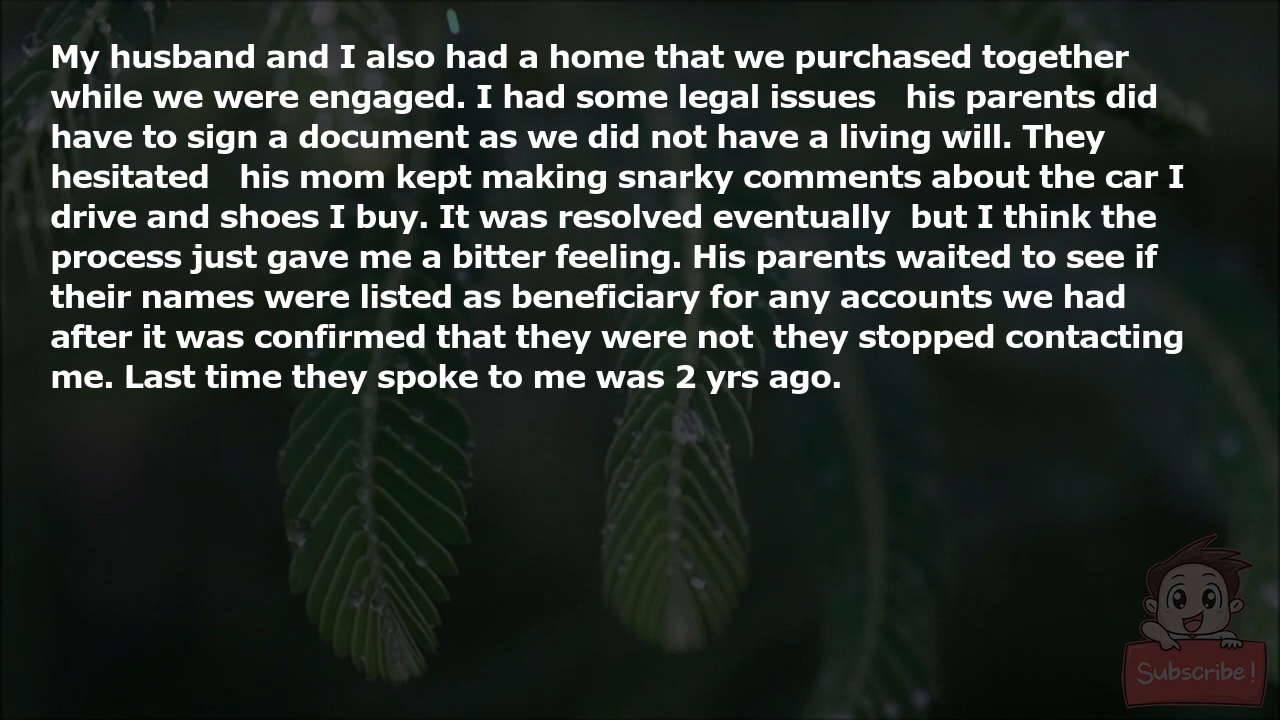 My husband and I also had a home that we purchased together
while we were engaged. I had some legal issues   his parents did
have to sign a document as we did not have a living will. They
hesitated   his mom kept making snarky comments about the car I
drive and shoes I buy. It was resolved eventually  but I think the
process just gave me a bitter feeling. His parents waited to see if
their names were listed as beneficiary for any accounts we had
after it was confirmed that they were not  they stopped contacting
me. Last time they spoke to me was 2 yrs ago.
Subscribe!